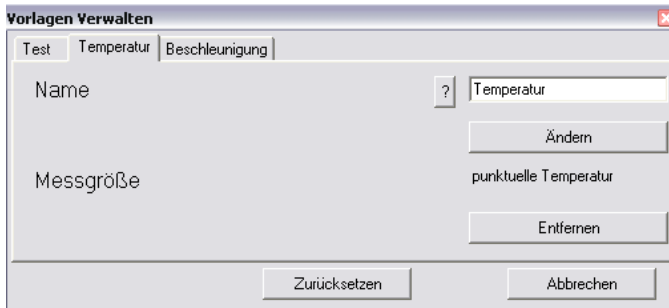 Vorlagen Verwalten
Test Temperatur Beschleunigung
Name ? Temperatur
Ändern
Messgröße punktuelle Temperatur
Entfernen
Zurücksetzen Abbrechen